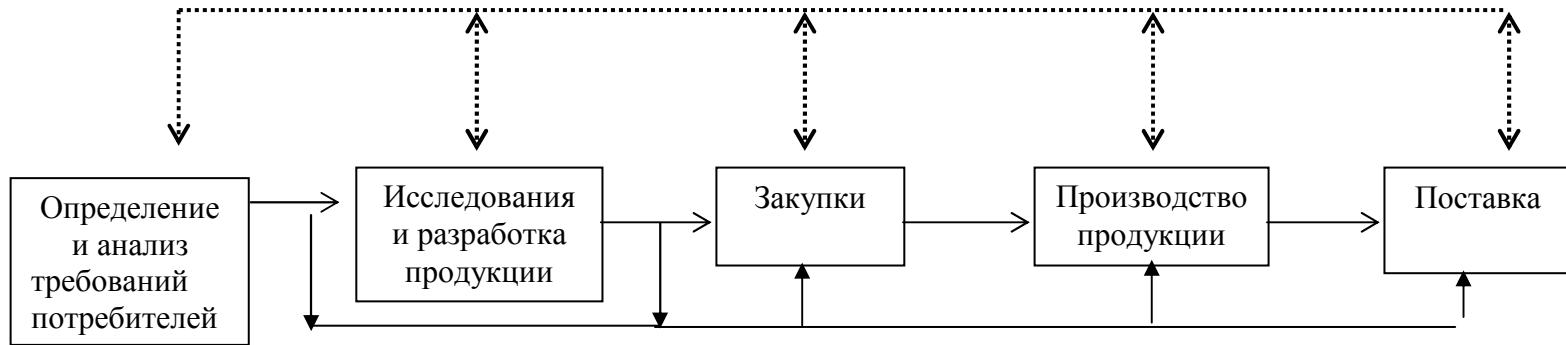 Определение
и анализ
требований
потребителей
Исследования
и разработка
продукции
Закупки
Производство
продукции
Поставка